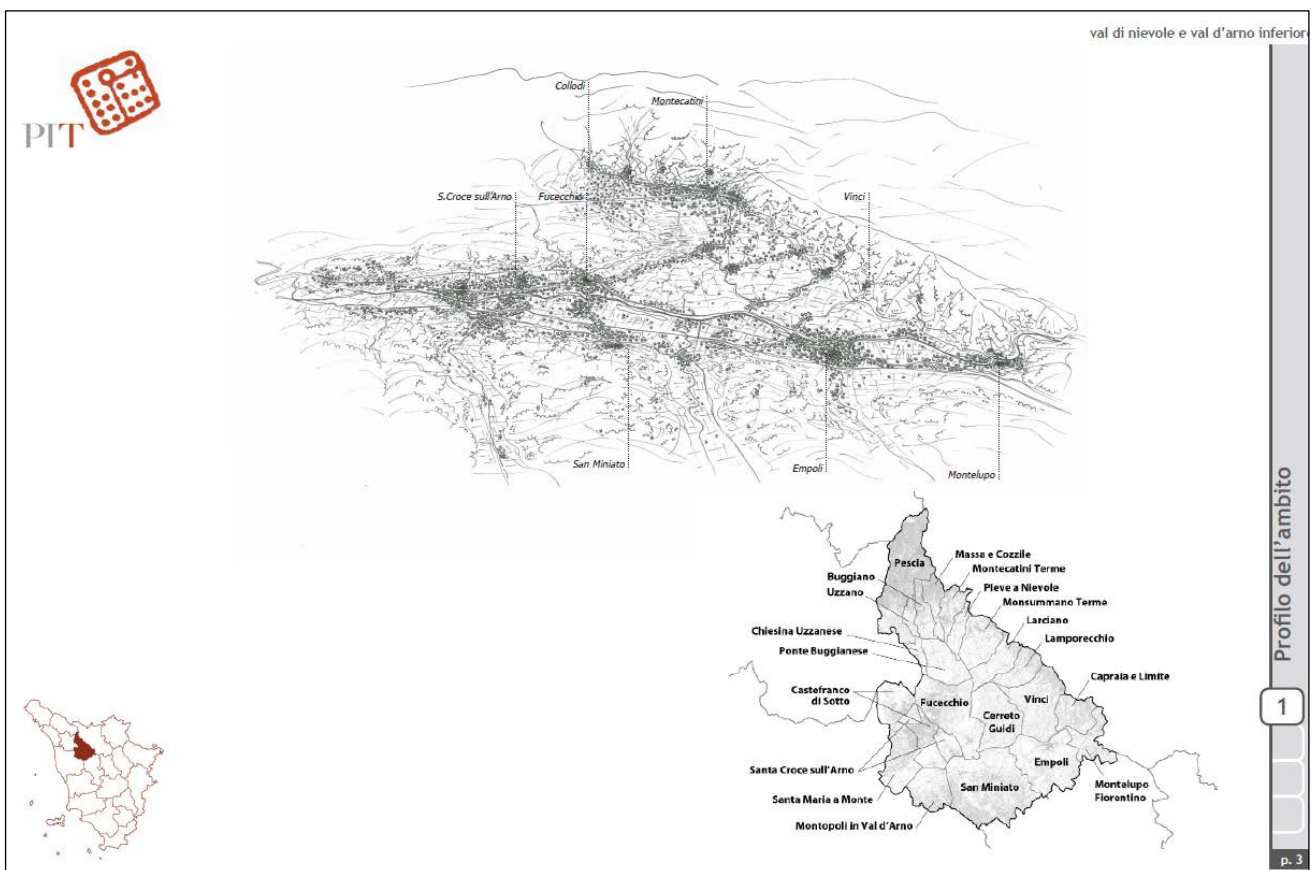 val di nievole e val d'arno inferiore
PIT
Collodi
Montecatini
S.Croce sull'Arno
Fucecchio
Vinci
San Miniato
Empoli
Montelupo
Pescia
Massa e Cozzile
Montecatini Terme
Buggiano
Uzzano
Pieve a Nievole
Monsummano Terme
Larciano
Lamporecchio
Chiesina Uzzanese
Ponte Buggianese
Capraia e Limite
Castefranco
di Sotto
Fucecchio
Vinci
Cerreto
Guidi
Empoli
Santa Croce sull'Arno
San Miniato
Montelupo
Fiorentino
Santa Maria a Monte
Montopoli in Val d'Arno
Profilo dell'ambito
1
p. 3